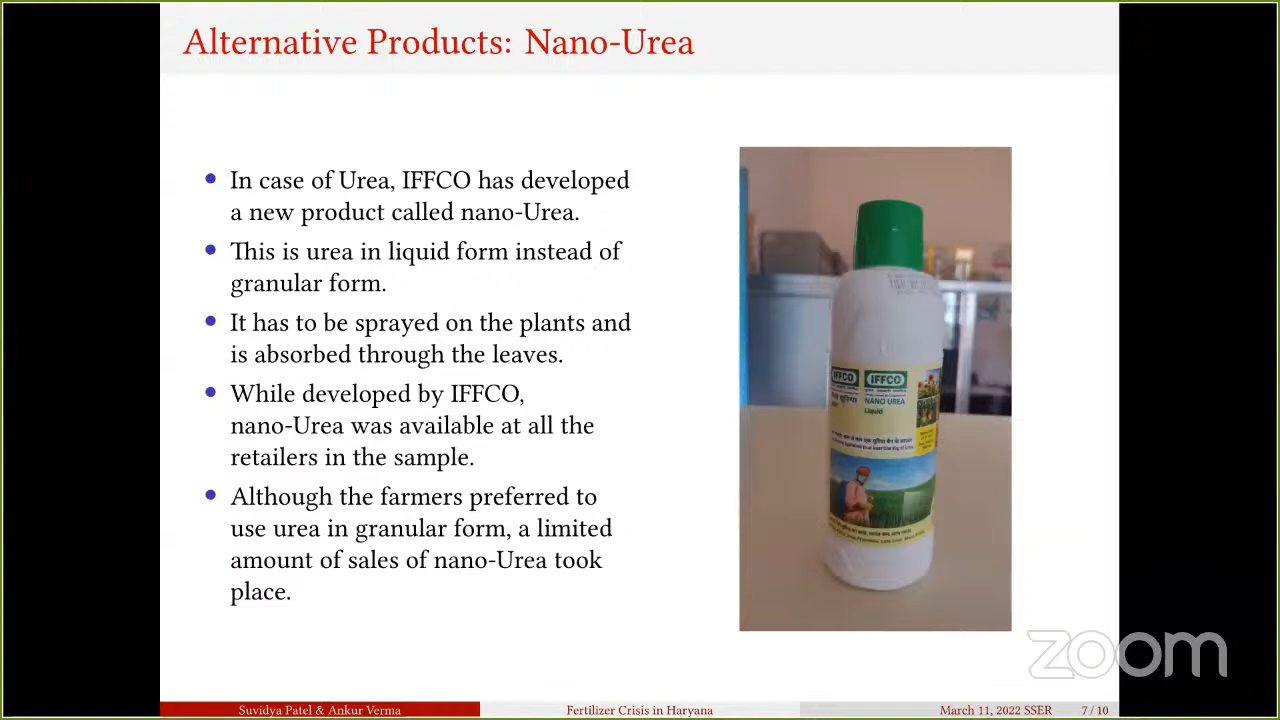 Alternative Products: Nano-Urea
• In case of Urea, IFFCO has developed
a new product called nano-Urea.
• This is urea in liquid form instead of
granular form.
• It has to be sprayed on the plants and
is absorbed through the leaves.
• While developed by IFFCO,
nano-Urea was available at all the
retailers in the sample.
• Although the farmers preferred to
use urea in granular form, a limited
amount of sales of nano-Urea took
place.
IFFCO IFFCO
NANO UREA
Liquid
zoom
Suvidya Patel & Ankur Verma Fertilizer Crisis in Haryana March 11, 2022 SSER 7 / 10